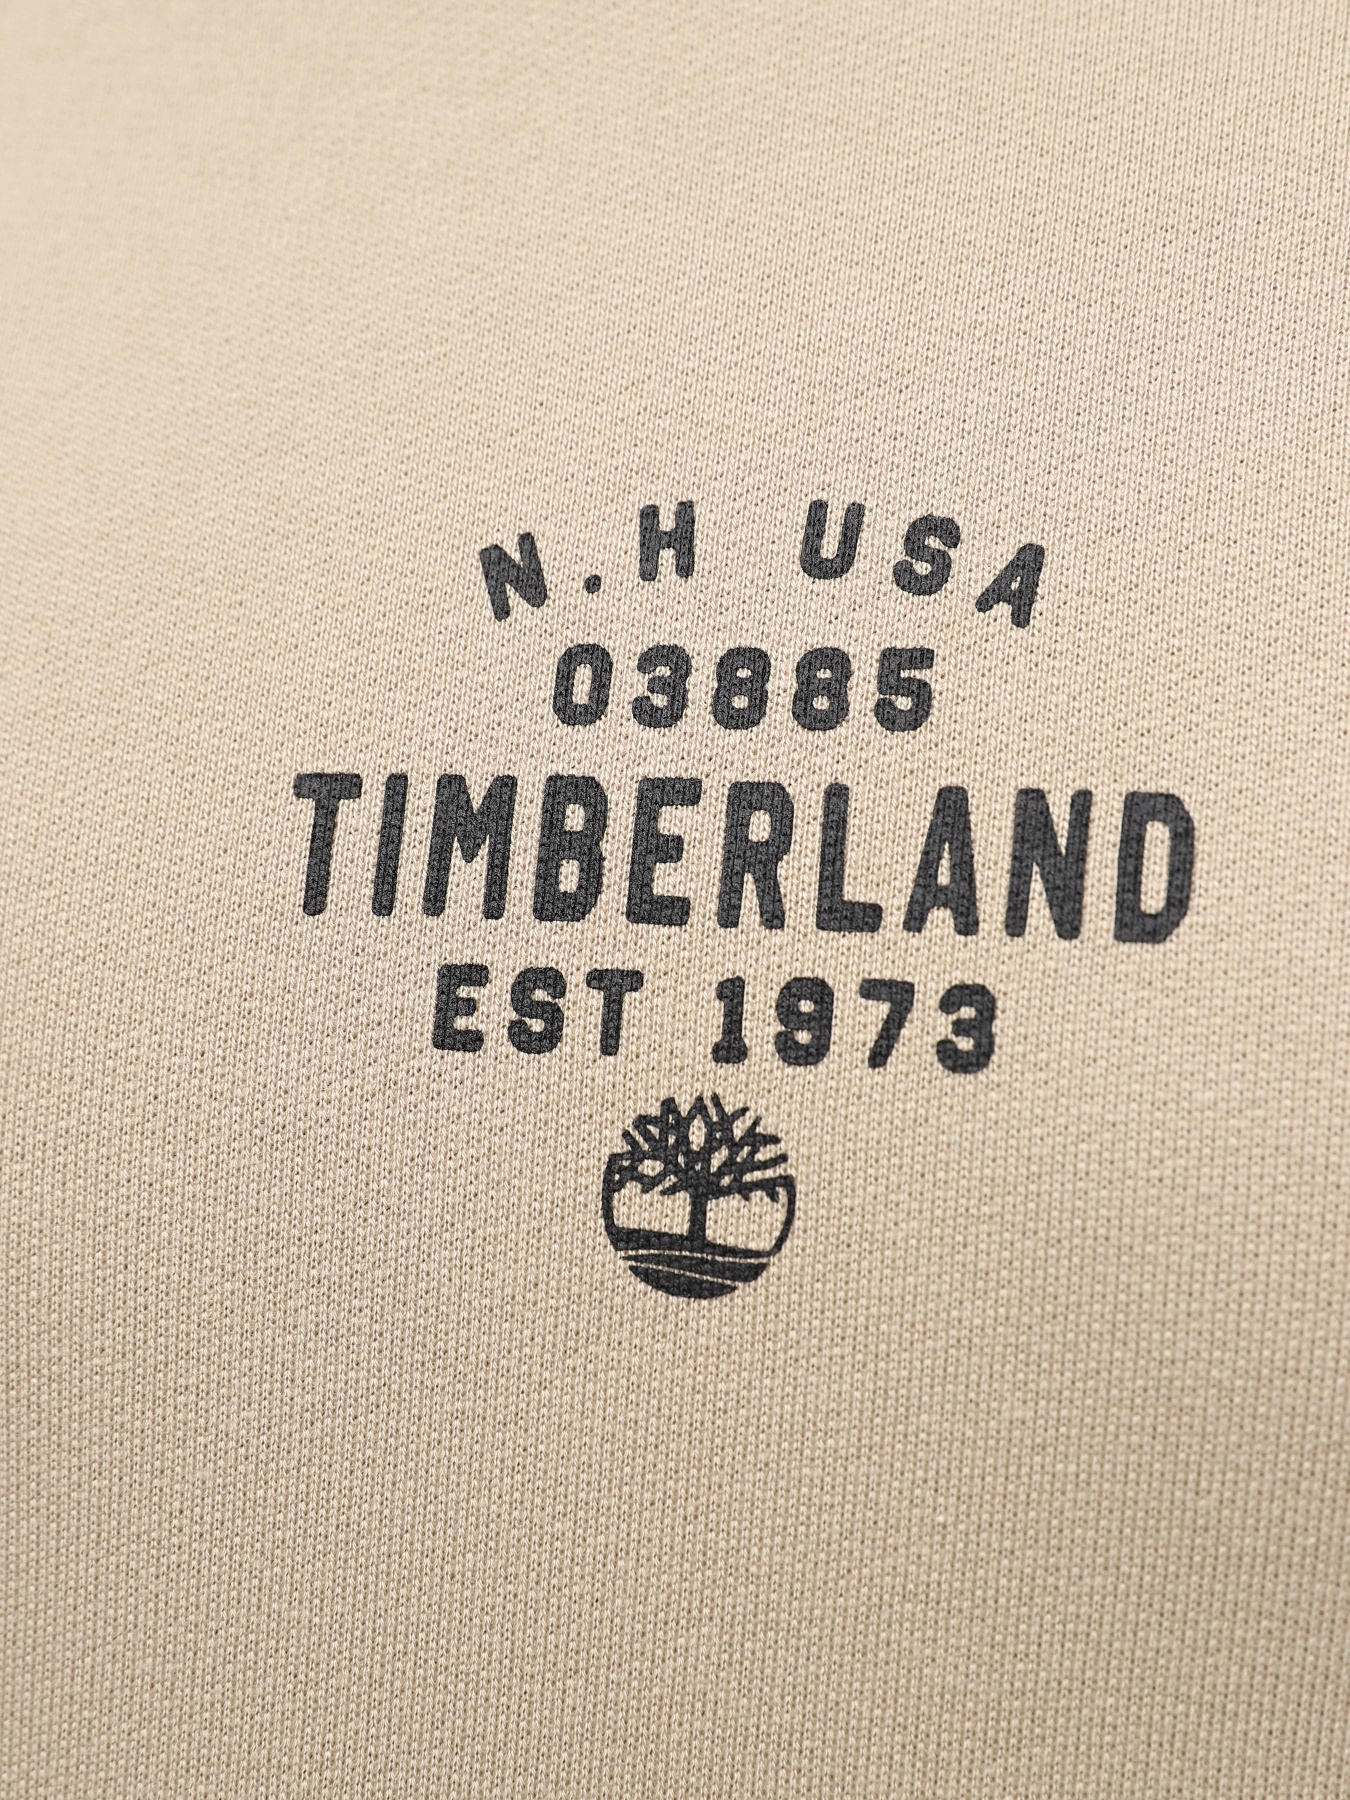 N.H USA
03885
TIMBERLAND
EST 1973